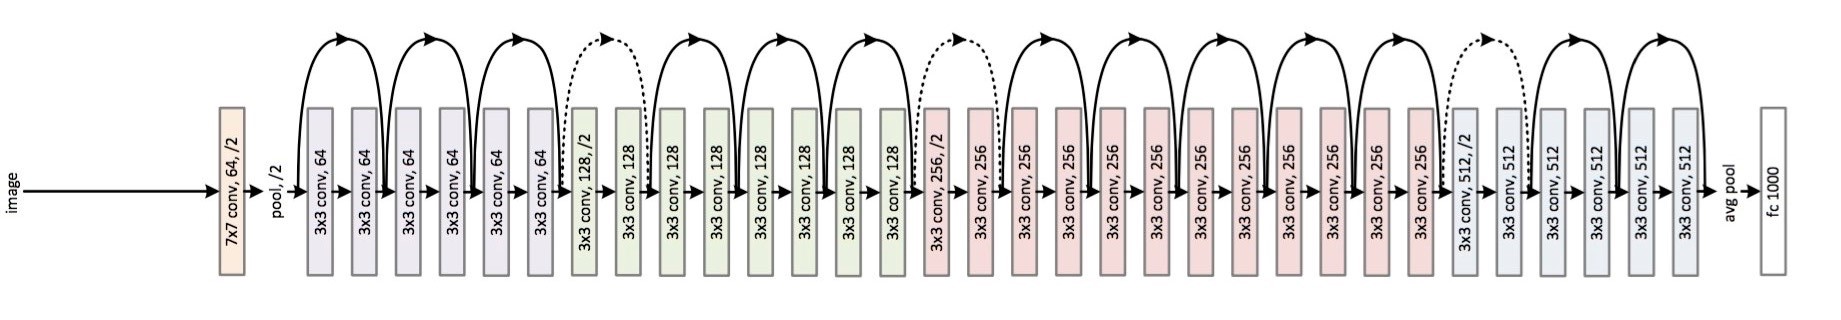 image
7x7 conv, 64, /2
pool, /2
3x3 conv, 64
3x3 conv, 64
3x3 conv, 64
3x3 conv, 64
3x3 conv, 64
3x3 conv, 64
3x3 conv, 128, /2
3x3 conv, 128
3x3 conv, 128
3x3 conv, 128
3x3 conv, 128
3x3 conv, 128
3x3 conv, 128
3x3 conv, 128
3x3 conv, 256, /2
3x3 conv, 256
3x3 conv, 256
3x3 conv, 256
3x3 conv, 256
3x3 conv, 256
3x3 conv, 256
3x3 conv, 256
3x3 conv, 256
3x3 conv, 256
3x3 conv, 256
3x3 conv, 256
3x3 conv, 512, /2
3x3 conv, 512
3x3 conv, 512
3x3 conv, 512
3x3 conv, 512
3x3 conv, 512
avg pool
fc 1000